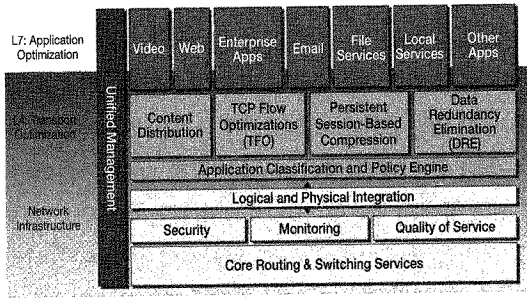 L7: Application
Optimization
Video
Web
Enterprise
Apps
Email
File
Services
Local
Services
Other
Apps
Unified Management
L4: Transport
Optimization
Content
Distribution
TCP Flow
Optimizations
(TFO)
Persistent
Session-Based
Compression
Data
Redundancy
Elimination
(DRE)
Application Classification and Policy Engine
Logical and Physical Integration
Network
Infrastructure
Security
Monitoring
Quality of Service
Core Routing & Switching Services